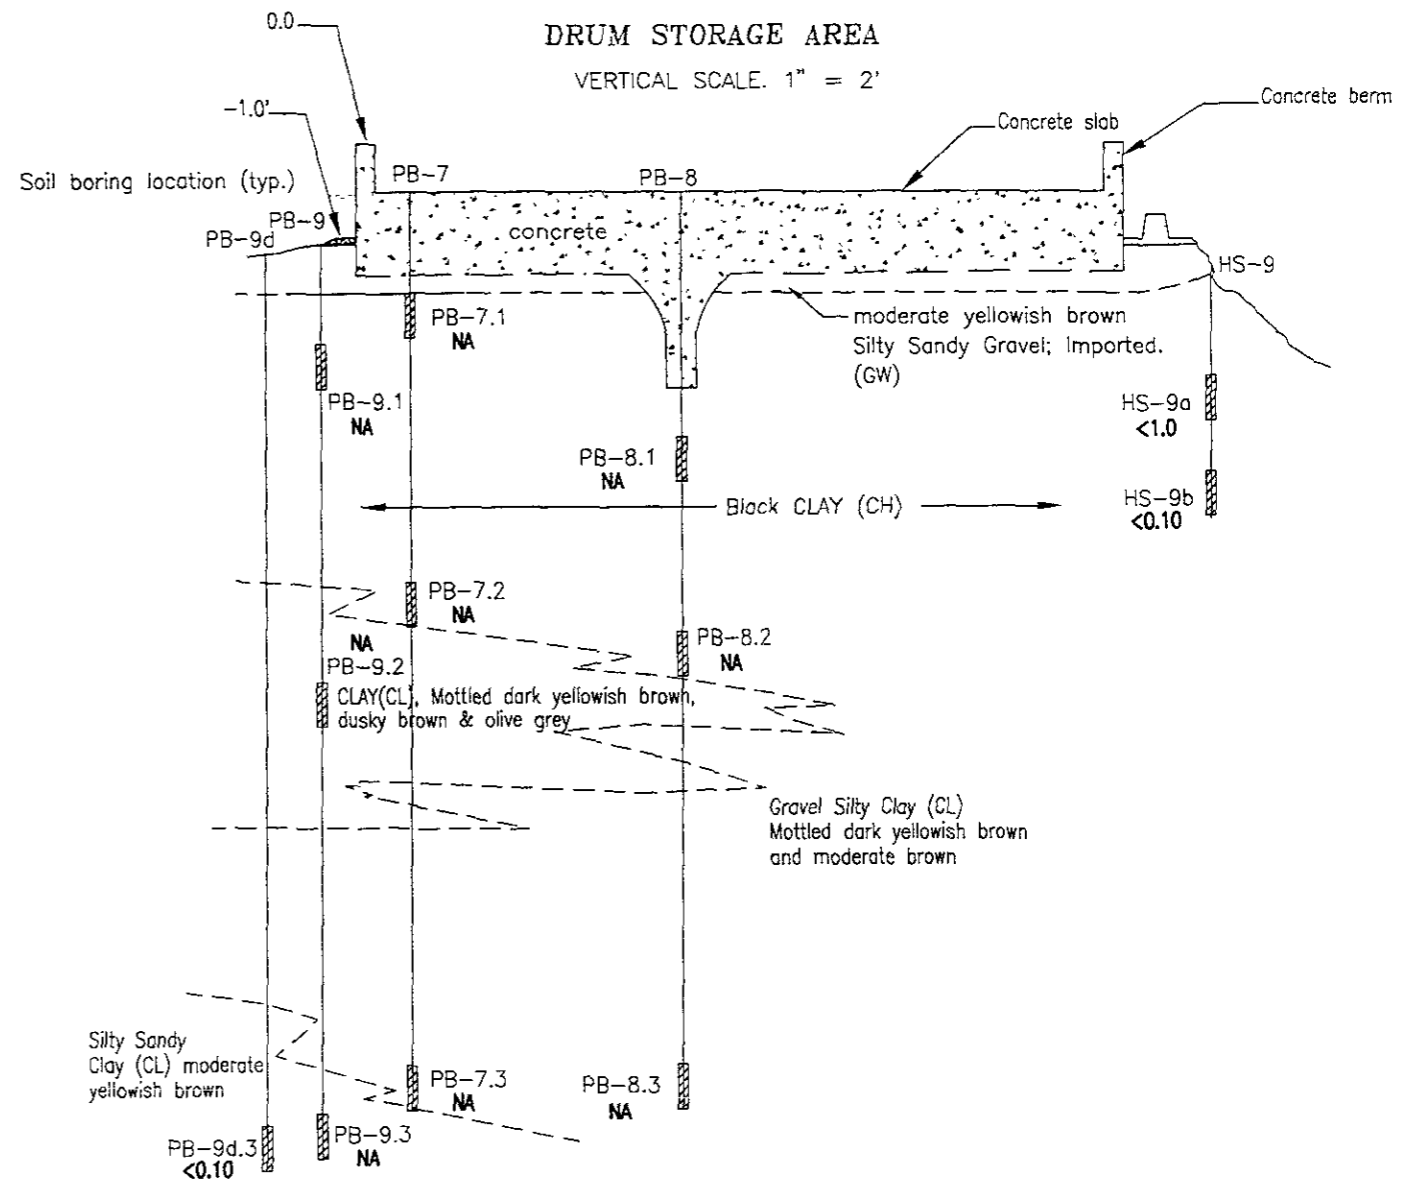 0.0
DRUM STORAGE AREA
VERTICAL SCALE. 1" = 2'
-1.0'
Concrete slab
Concrete berm
Soil boring location (typ.)
PB-7
PB-8
PB-9
PB-9d
concrete
HS-9
PB-7.1
NA
moderate yellowish brown
Silty Sandy Gravel; Imported.
(GW)
PB-9.1
NA
HS-9a
<1.0
PB-8.1
NA
Black CLAY (CH)
HS-9b
<0.10
PB-7.2
NA
NA
PB-9.2
PB-8.2
NA
CLAY(CL), Mottled dark yellowish brown,
dusky brown & olive grey
Gravel Silty Clay (CL)
Mottled dark yellowish brown
and moderate brown
Silty Sandy
Clay (CL) moderate
yellowish brown
PB-7.3
NA
PB-8.3
NA
PB-9d.3
<0.10
PB-9.3
NA